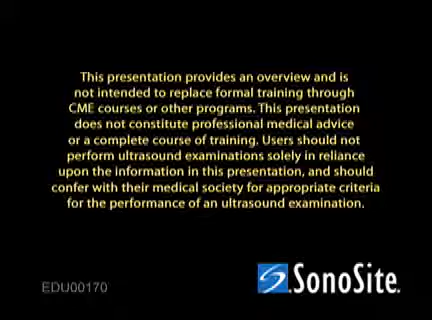 This presentation provides an overview and is
not intended to replace formal training through
CME courses or other programs. This presentation
does not constitute professional medical advice
or a complete course of training. Users should not
perform ultrasound examinations solely in reliance
upon the information in this presentation, and should
confer with their medical society for appropriate criteria
for the performance of an ultrasound examination.
EDU00170
SonoSite.